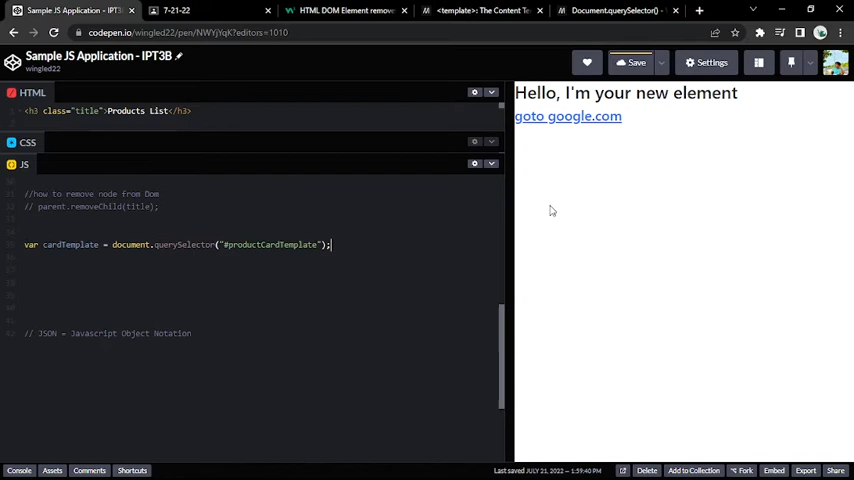 Sample JS Application - IPT3B
7-21-22
HTML DOM Element remove
<template>: The Content Te
Document.querySelector() -
codepen.io/wingled22/pen/NWYjYqK?editors=1010
Sample JS Application - IPT3B
wingled22
Save
Settings
HTML
<h3 class="title">Products List</h3>
CSS
JS
//how to remove node from Dom
// parent.removeChild(title);
var cardTemplate = document.querySelector("#productCardTemplate");
// JSON = Javascript Object Notation
Hello, I'm your new element
goto google.com
Console
Assets
Comments
Shortcuts
Last saved JULY 21, 2022 — 1:59:40 PM
Delete
Add to Collection
Fork
Embed
Export
Share